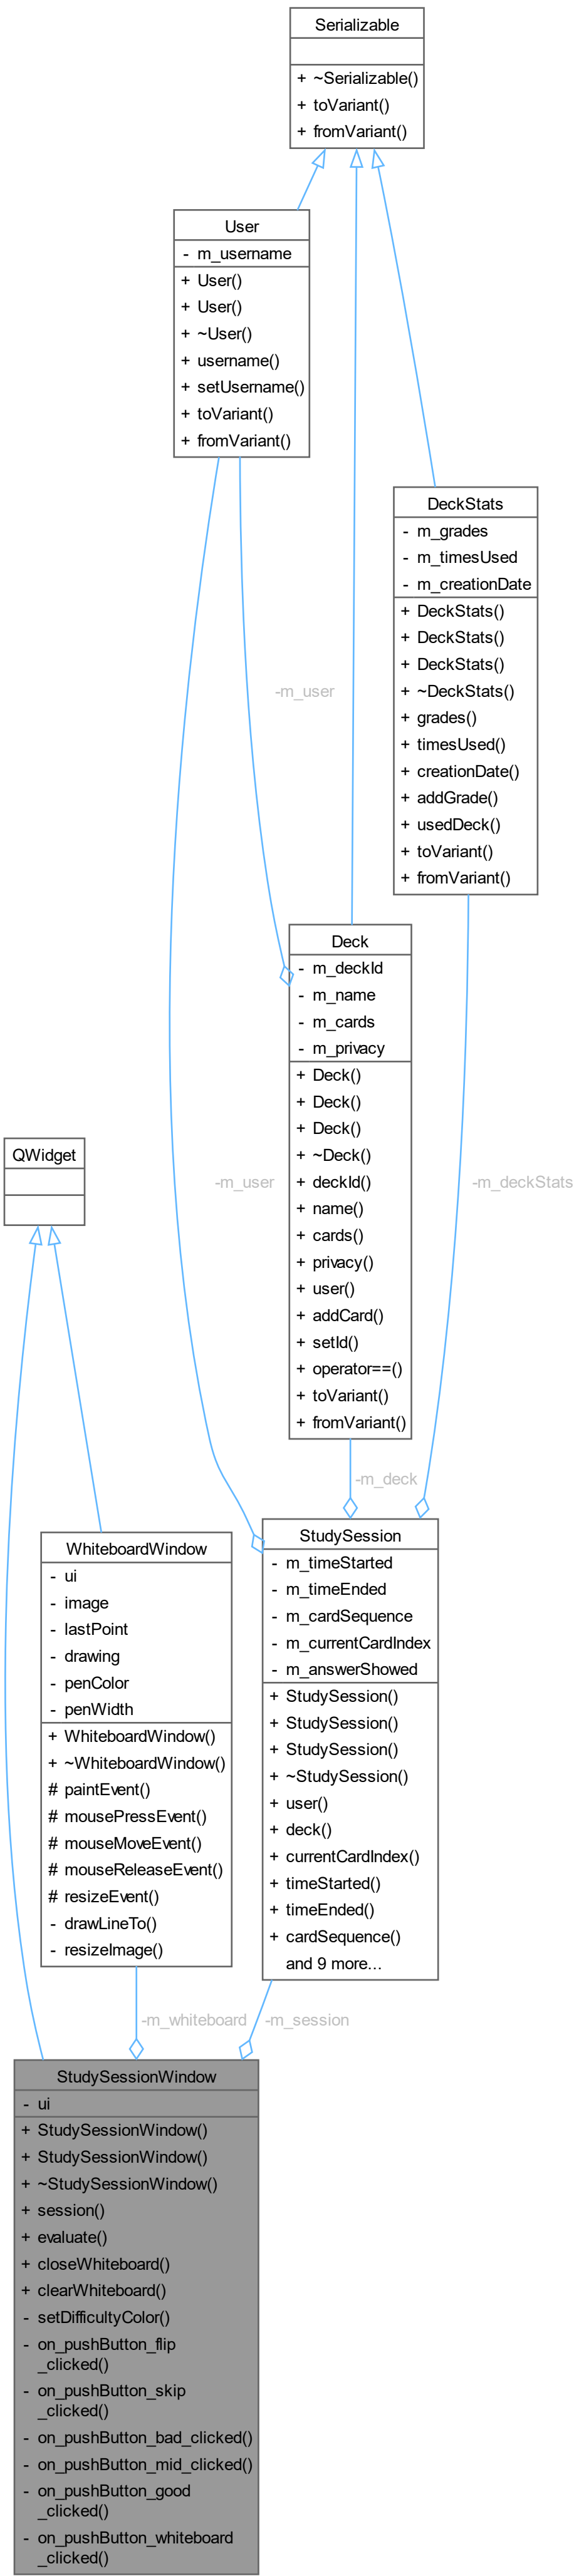 Serializable
+ ~Serializable()
+ toVariant()
+ fromVariant()
User
- m_username
+ User()
+ User()
+ ~User()
+ username()
+ setUsername()
+ toVariant()
+ fromVariant()
DeckStats
- m_grades
- m_timesUsed
- m_creationDate
+ DeckStats()
+ DeckStats()
+ DeckStats()
+ ~DeckStats()
+ grades()
+ timesUsed()
+ creationDate()
+ addGrade()
+ usedDeck()
+ toVariant()
+ fromVariant()
-m_user
Deck
- m_deckId
- m_name
- m_cards
- m_privacy
+ Deck()
+ Deck()
+ Deck()
+ ~Deck()
+ deckId()
+ name()
+ cards()
+ privacy()
+ user()
+ addCard()
+ setId()
+ operator==()
+ toVariant()
+ fromVariant()
QWidget
-m_user
-m_deckStats
-m_deck
WhiteboardWindow
- ui
- image
- lastPoint
- drawing
- penColor
- penWidth
+ WhiteboardWindow()
+ ~WhiteboardWindow()
# paintEvent()
# mousePressEvent()
# mouseMoveEvent()
# mouseReleaseEvent()
# resizeEvent()
- drawLineTo()
- resizeImage()
StudySession
- m_timeStarted
- m_timeEnded
- m_cardSequence
- m_currentCardIndex
- m_answerShowed
+ StudySession()
+ StudySession()
+ StudySession()
+ ~StudySession()
+ user()
+ deck()
+ currentCardIndex()
+ timeStarted()
+ timeEnded()
+ cardSequence()
and 9 more...
-m_whiteboard
-m_session
StudySessionWindow
- ui
+ StudySessionWindow()
+ StudySessionWindow()
+ ~StudySessionWindow()
+ session()
+ evaluate()
+ closeWhiteboard()
+ clearWhiteboard()
- setDifficultyColor()
- on_pushButton_flip
_clicked()
- on_pushButton_skip
_clicked()
- on_pushButton_bad_clicked()
- on_pushButton_mid_clicked()
- on_pushButton_good
_clicked()
- on_pushButton_whiteboard
_clicked()